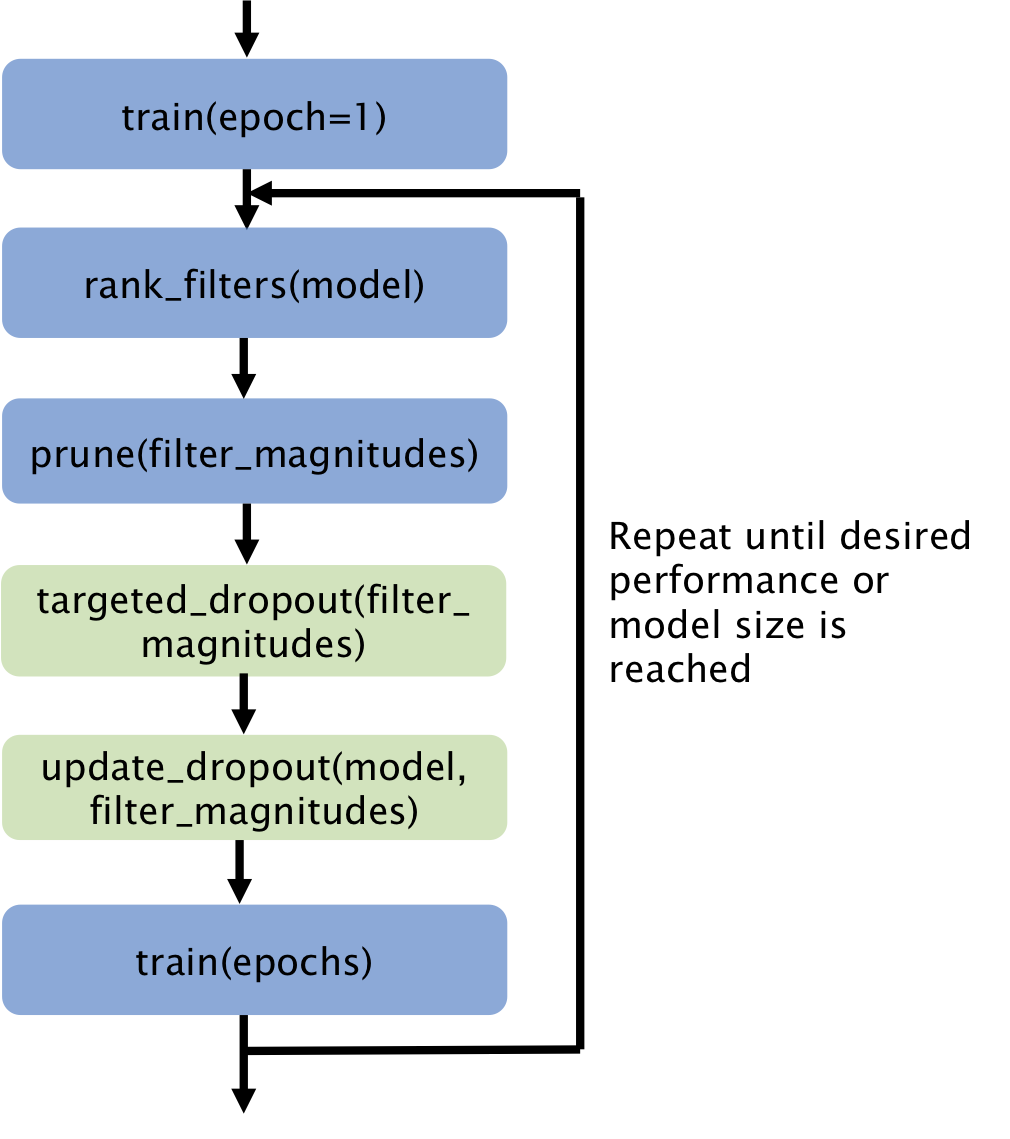 train(epoch=1)
rank_filters(model)
prune(filter_magnitudes)
targeted_dropout(filter_
magnitudes)
update_dropout(model,
filter_magnitudes)
train(epochs)
Repeat until desired
performance or
model size is
reached